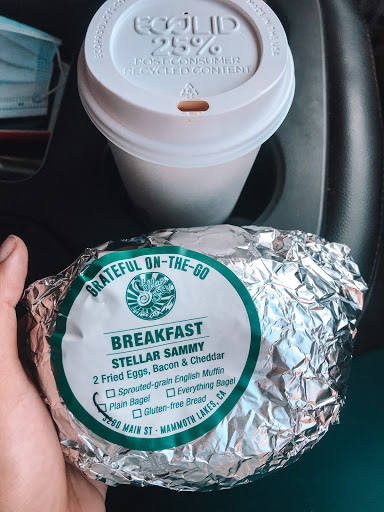 ECOLID
25%
POST-CONSUMER
RECYCLED CONTENT
GRATEFUL ON-THE-GO
BREAKFAST
STELLAR SAMMY
2 Fried Eggs, Bacon & Cheddar
Sprouted-grain English Muffin
Plain Bagel Everything Bagel
Gluten-free Bread
3280 MAIN ST · MAMMOTH LAKES, CA